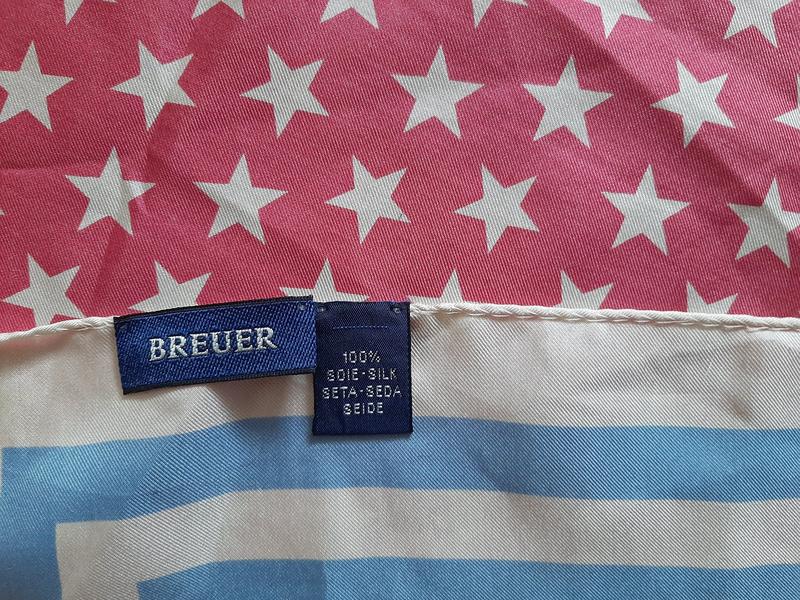 BREUER
100%
SOIE-SILK
SETA-SEDA
SEIDE